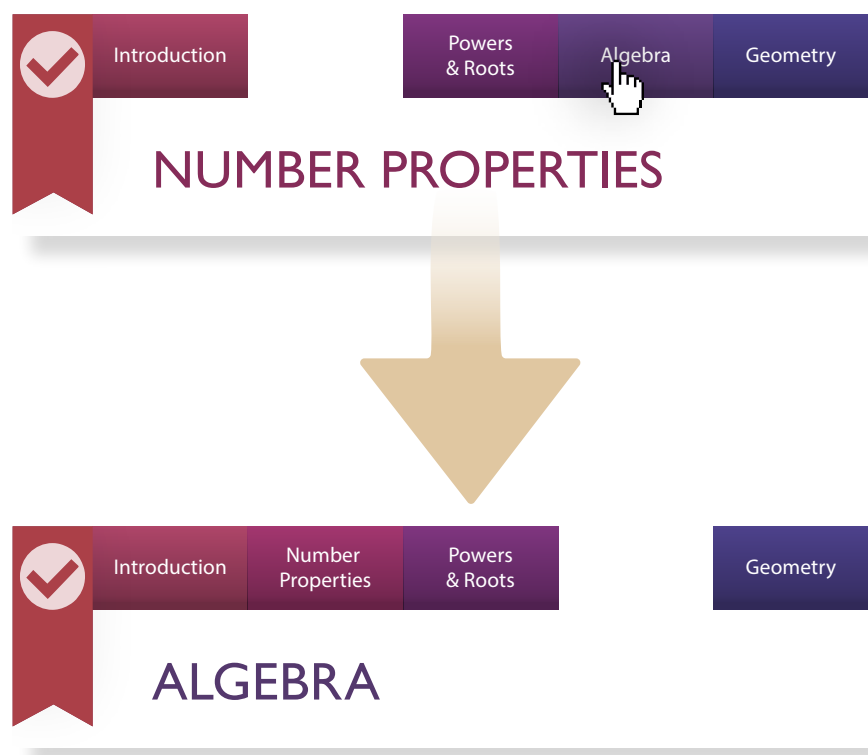 Introduction
Powers
& Roots
Algebra
Geometry
NUMBER PROPERTIES
Introduction
Number
Properties
Powers
& Roots
Geometry
ALGEBRA